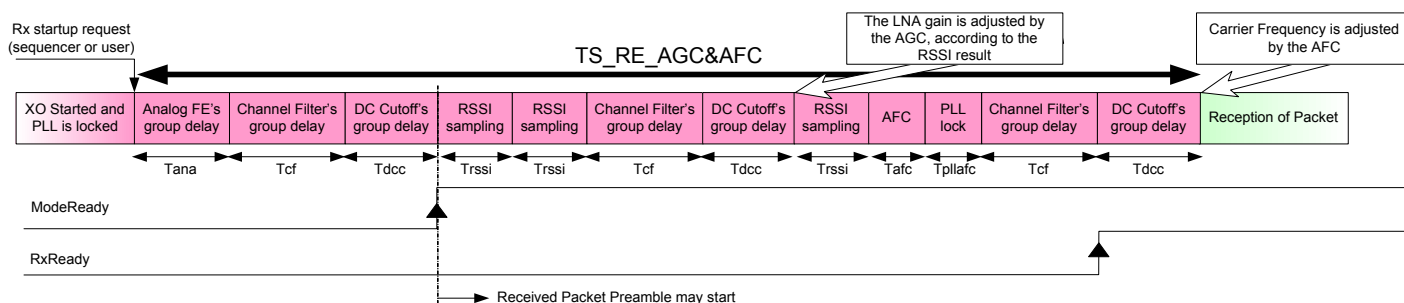 Rx startup request
(sequencer or user)
TS_RE_AGC&AFC
The LNA gain is adjusted by
the AGC, according to the
RSSI result
Carrier Frequency is adjusted
by the AFC
XO Started and
PLL is locked
Analog FE's
group delay
Channel Filter's
group delay
DC Cutoff's
group delay
RSSI
sampling
RSSI
sampling
Channel Filter's
group delay
DC Cutoff's
group delay
RSSI
sampling
AFC
PLL
lock
Channel Filter's
group delay
DC Cutoff's
group delay
Reception of Packet
Tana
Tcf
Tdcc
Trssi
Trssi
Tcf
Tdcc
Trssi
Tafc
Tpllafc
Tcf
Tdcc
ModeReady
RxReady
Received Packet Preamble may start